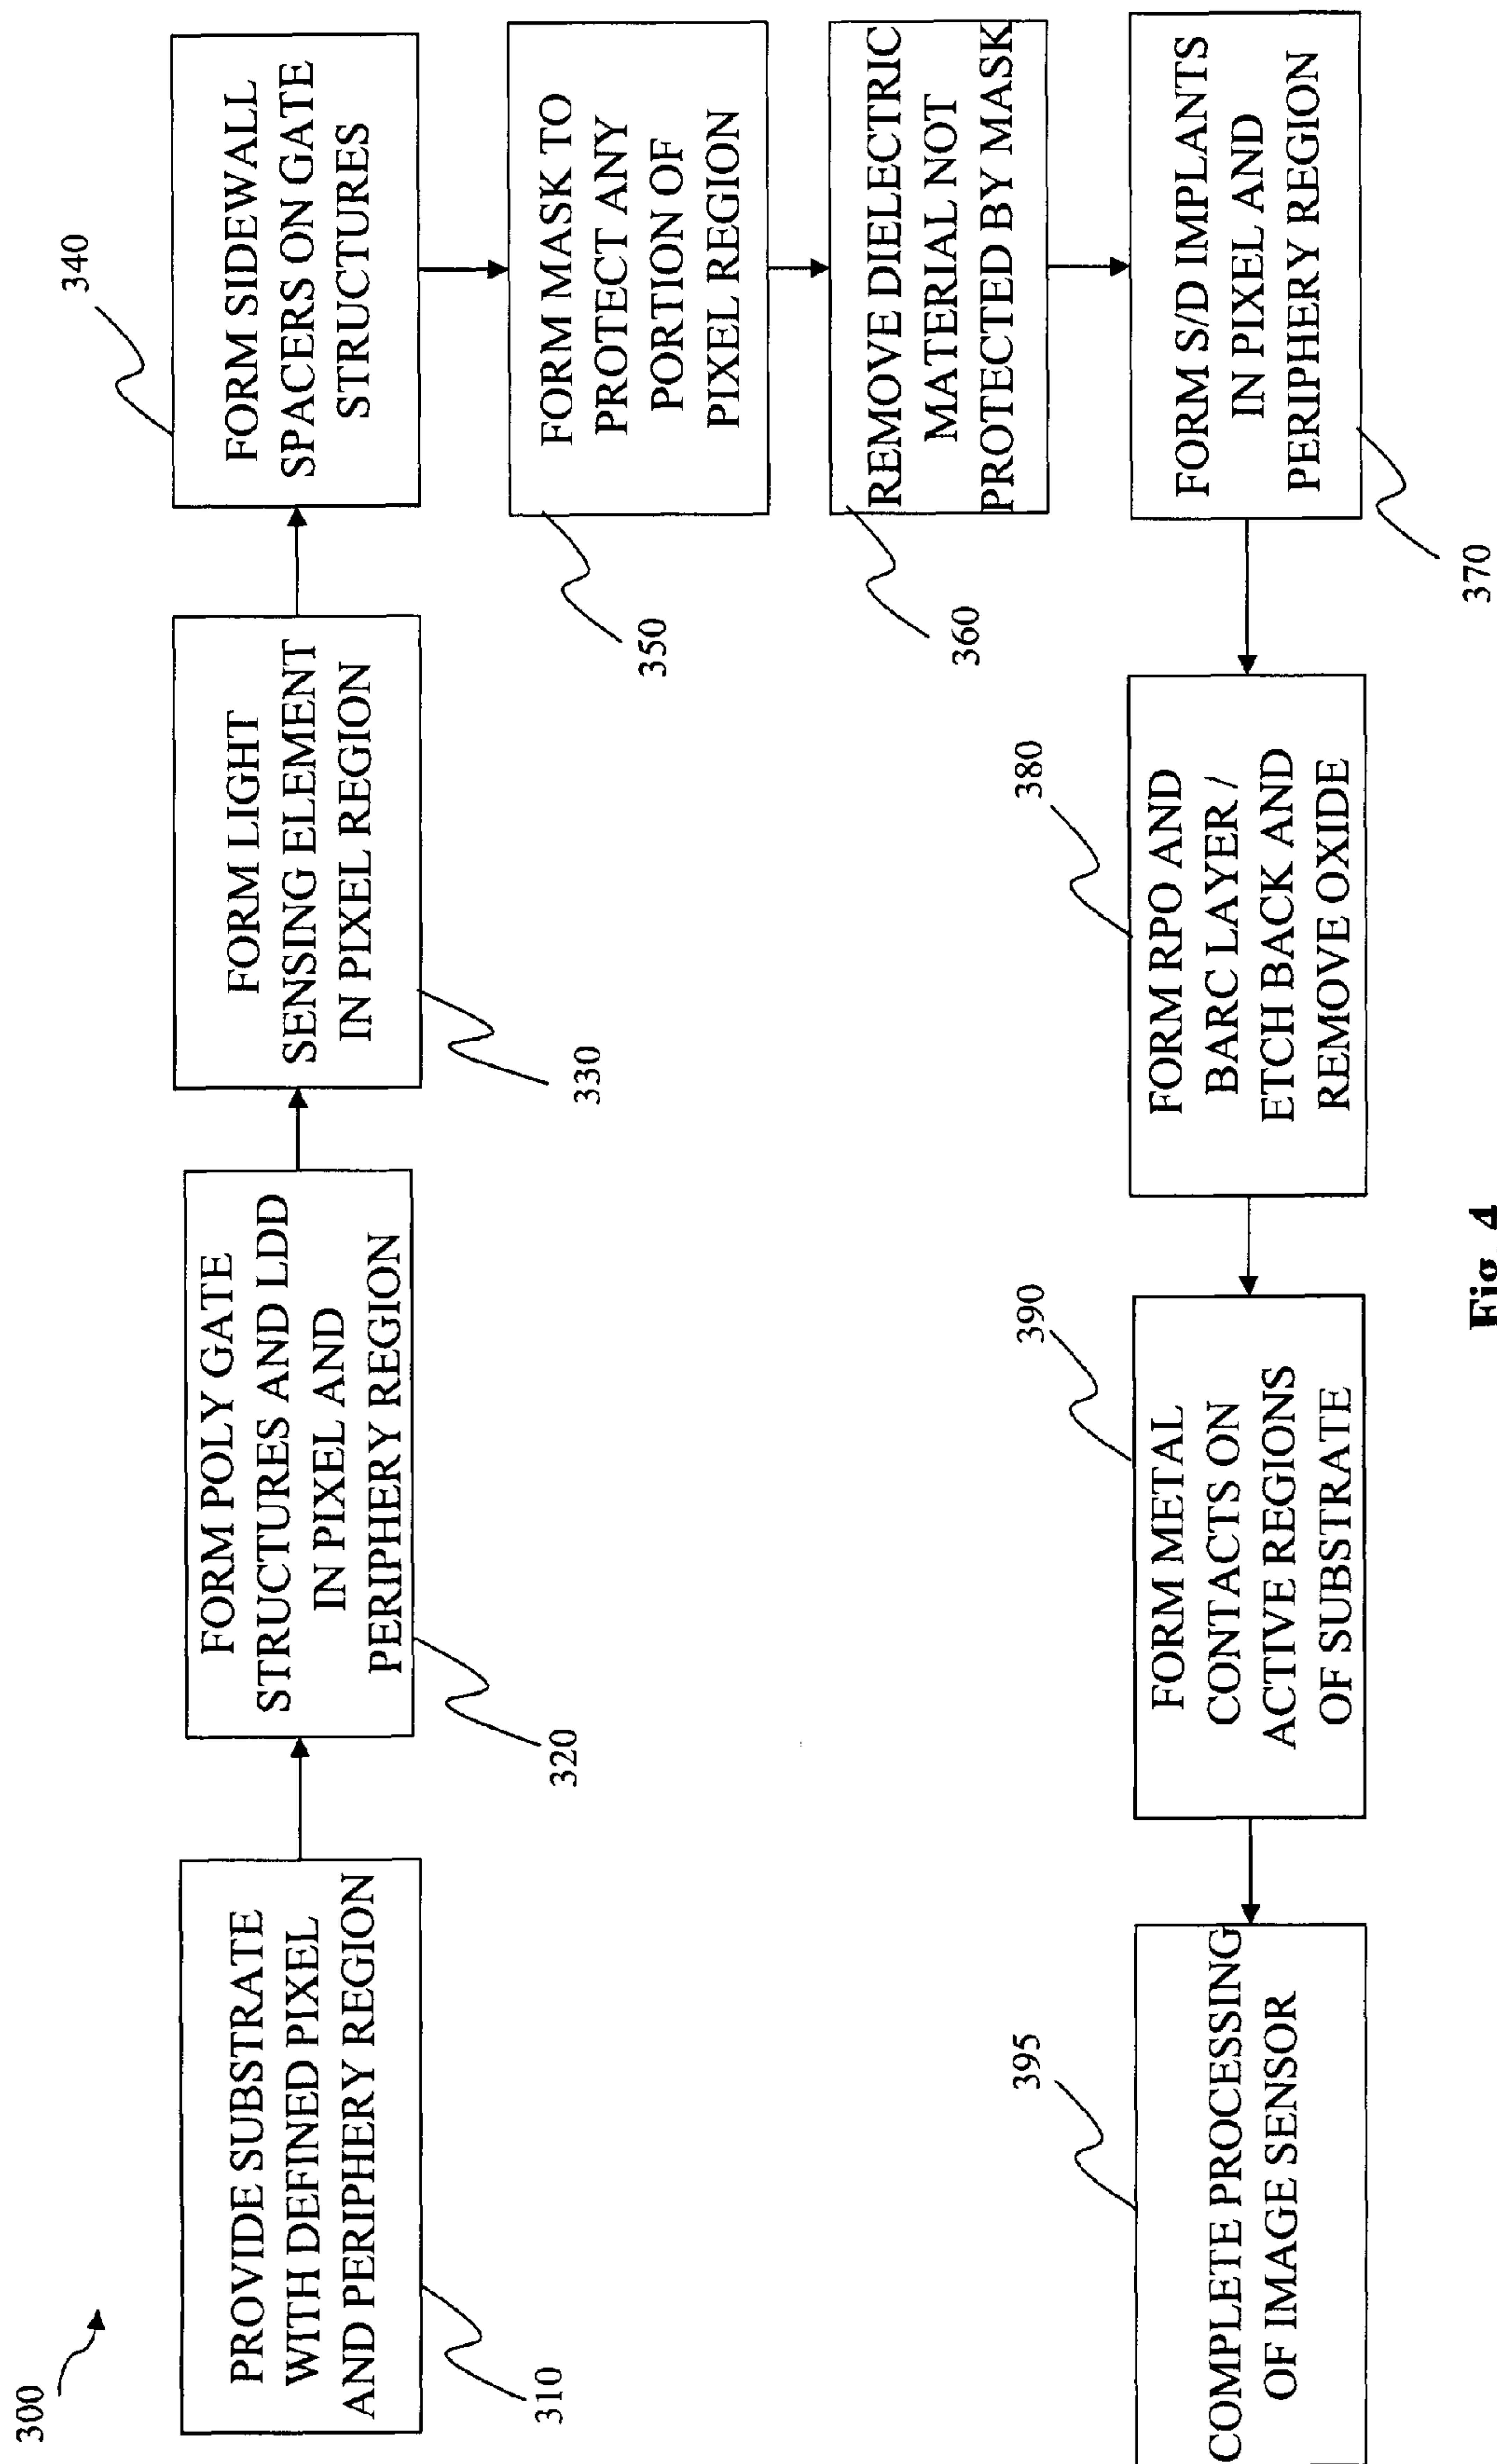 300
PROVIDE SUBSTRATE
WITH DEFINED PIXEL
AND PERIPHERY REGION
310
FORM POLY GATE
STRUCTURES AND LDD
IN PIXEL AND
PERIPHERY REGION
320
FORM LIGHT
SENSING ELEMENT
IN PIXEL REGION
330
340
FORM SIDEWALL
SPACERS ON GATE
STRUCTURES
FORM MASK TO
PROTECT ANY
PORTION OF
PIXEL REGION
350
REMOVE DIELECTRIC
MATERIAL NOT
PROTECTED BY MASK
360
FORM S/D IMPLANTS
IN PIXEL AND
PERIPHERY REGION
370
380
FORM RPO AND
BARC LAYER /
ETCH BACK AND
REMOVE OXIDE
390
FORM METAL
CONTACTS ON
ACTIVE REGIONS
OF SUBSTRATE
395
COMPLETE PROCESSING
OF IMAGE SENSOR
Fig. 4